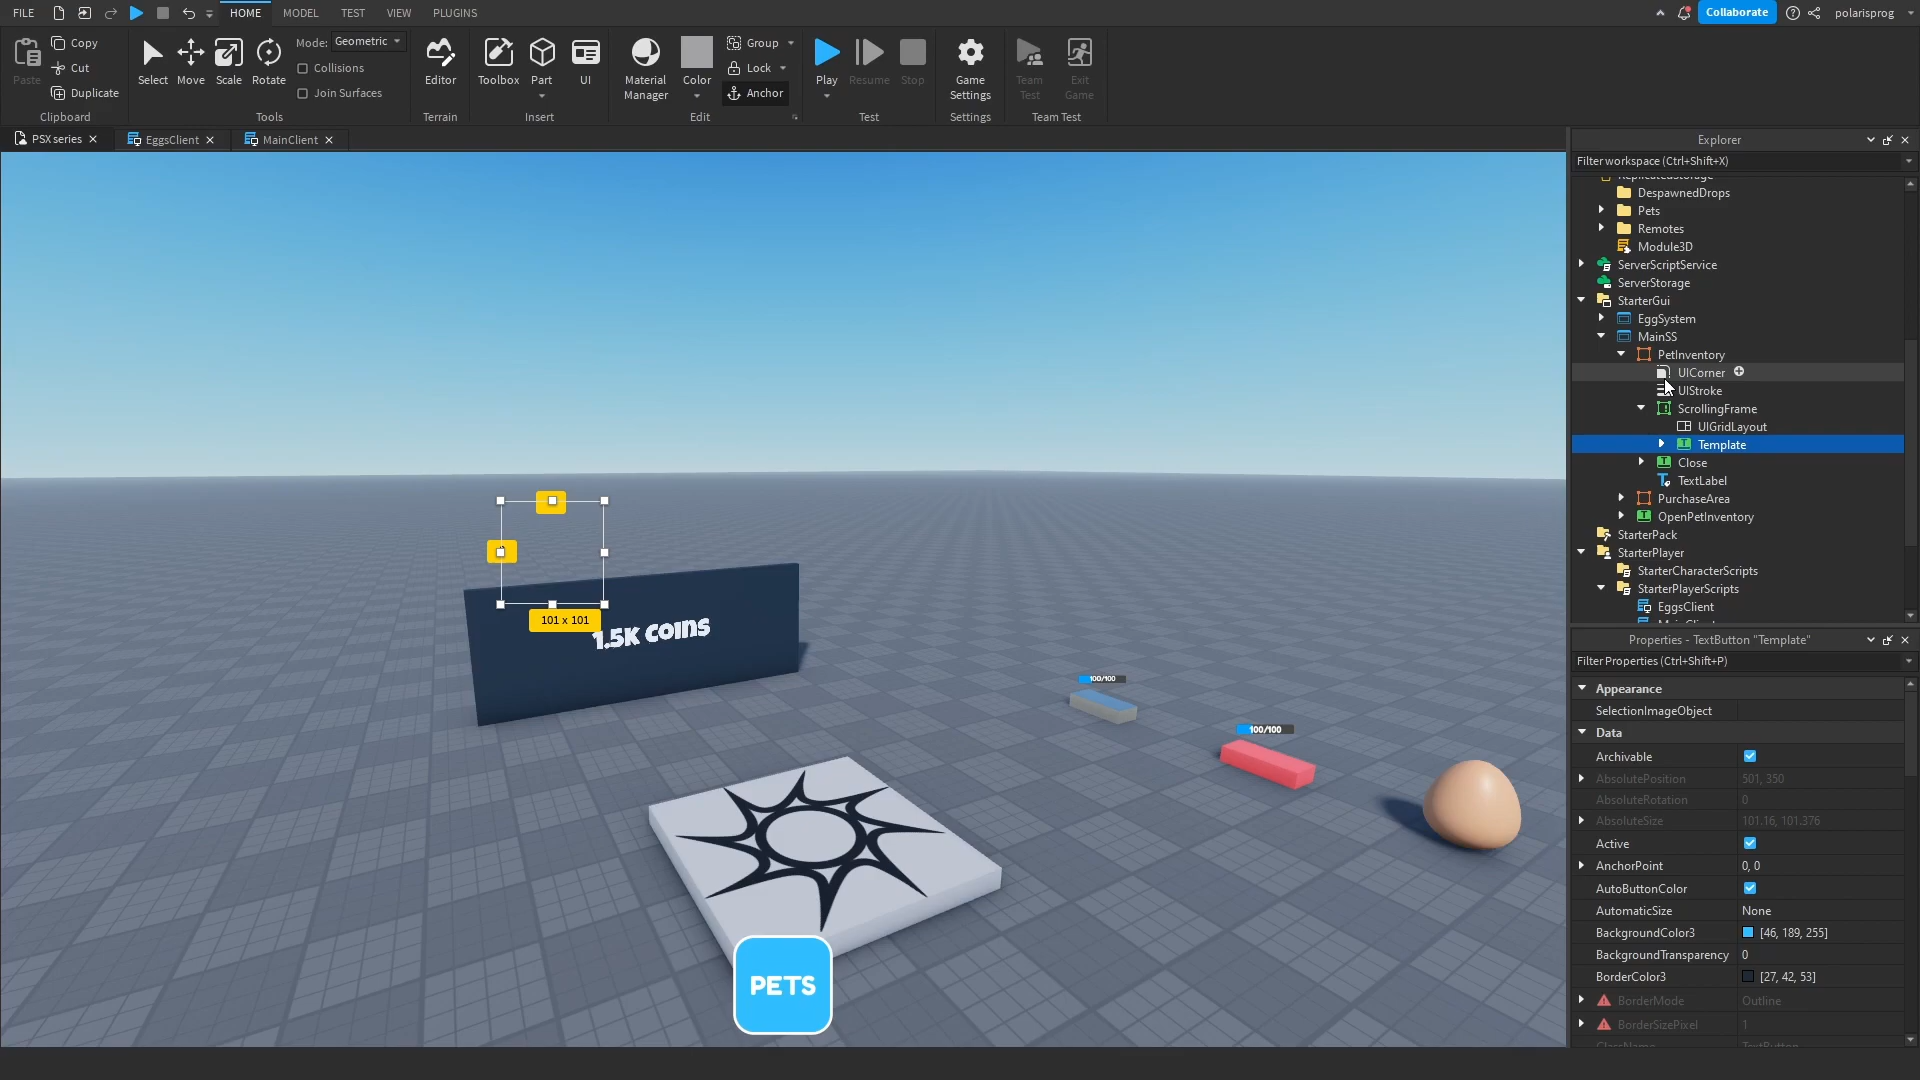 FILE HOME MODEL TEST VIEW PLUGINS Collaborate polarisprog
Paste Copy Cut Duplicate Clipboard
Select Move Scale Rotate Mode: Geometric Collisions Join Surfaces Tools
Editor Terrain
Toolbox Part UI Insert
Material Manager Color Group Lock Anchor Edit
Play Resume Stop Test
Game Settings Settings
Team Test Exit Game Team Test
PSX series EggsClient MainClient
101 x 101
1.5K COINS
100/100
100/100
PETS
Explorer
Filter workspace (Ctrl+Shift+X)
ReplicatedStorage
DespawnedDrops
Pets
Remotes
Module3D
ServerScriptService
ServerStorage
StarterGui
EggSystem
MainSS
PetInventory
UICorner
UIStroke
ScrollingFrame
UIGridLayout
Template
Close
TextLabel
PurchaseArea
OpenPetInventory
StarterPack
StarterPlayer
StarterCharacterScripts
StarterPlayerScripts
EggsClient
MainClient
Properties - TextButton "Template"
Filter Properties (Ctrl+Shift+P)
Appearance
SelectionImageObject
Data
Archivable
AbsolutePosition 501, 350
AbsoluteRotation 0
AbsoluteSize 101.16, 101.376
Active
AnchorPoint 0, 0
AutoButtonColor
AutomaticSize None
BackgroundColor3 [46, 189, 255]
BackgroundTransparency 0
BorderColor3 [27, 42, 53]
BorderMode Outline
BorderSizePixel 1
ClassName TextButton